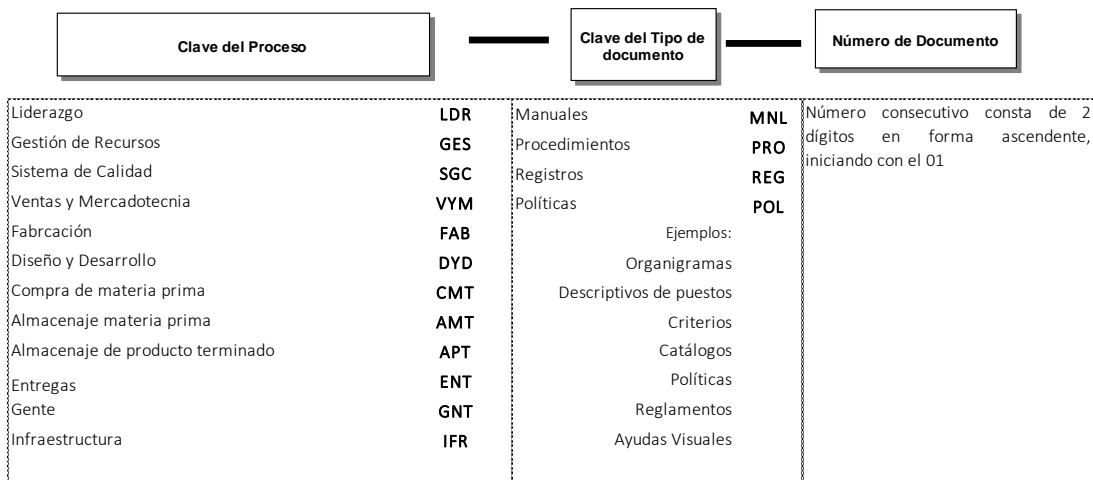 Clave del Proceso
Clave del Tipo de
documento
Número de Documento
Liderazgo LDR
Gestión de Recursos GES
Sistema de Calidad SGC
Ventas y Mercadotecnia VYM
Fabrcación FAB
Diseño y Desarrollo DYD
Compra de materia prima CMT
Almacenaje materia prima AMT
Almacenaje de producto terminado APT
Entregas ENT
Gente GNT
Infraestructura IFR
Manuales MNL
Procedimientos PRO
Registros REG
Políticas POL
Ejemplos:
Organigramas
Descriptivos de puestos
Criterios
Catálogos
Políticas
Reglamentos
Ayudas Visuales
Número consecutivo consta de 2
dígitos en forma ascendente,
iniciando con el 01